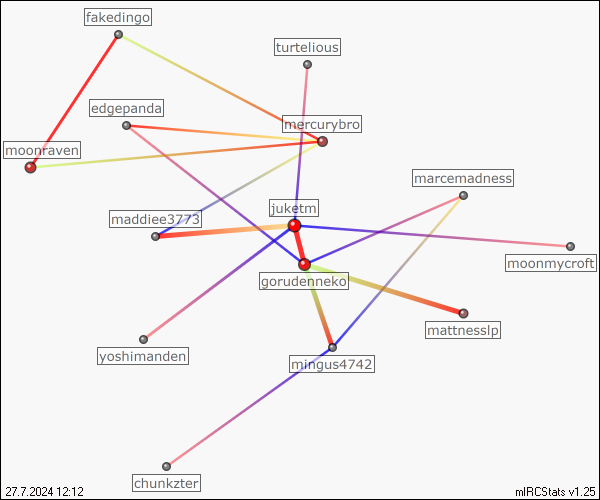 fakedingo
turtelious
edgepanda
mercurybro
moonraven
marcemadness
juketm
maddiee3773
moonmycroft
gorudenneko
mattnesslp
yoshimanden
mingus4742
chunkzter
27.7.2024 12:12
mIRCStats v1.25